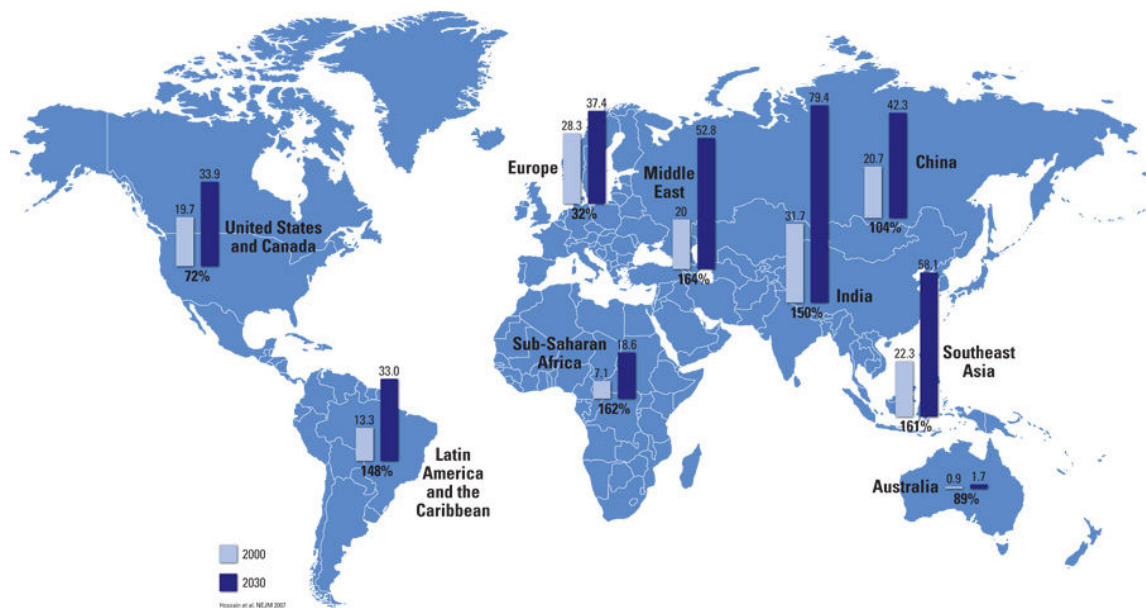 19.7
33.9
United States
and Canada
72%
13.3
33.0
Latin
America
and the
Caribbean
148%
28.3
37.4
Europe
32%
20
52.8
Middle
East
164%
7.1
18.6
Sub-Saharan
Africa
162%
31.7
79.4
India
150%
20.7
42.3
China
104%
22.3
58.1
Southeast
Asia
161%
0.9
1.7
Australia
89%
2000
2030
Hossain et al. NEJM 2007